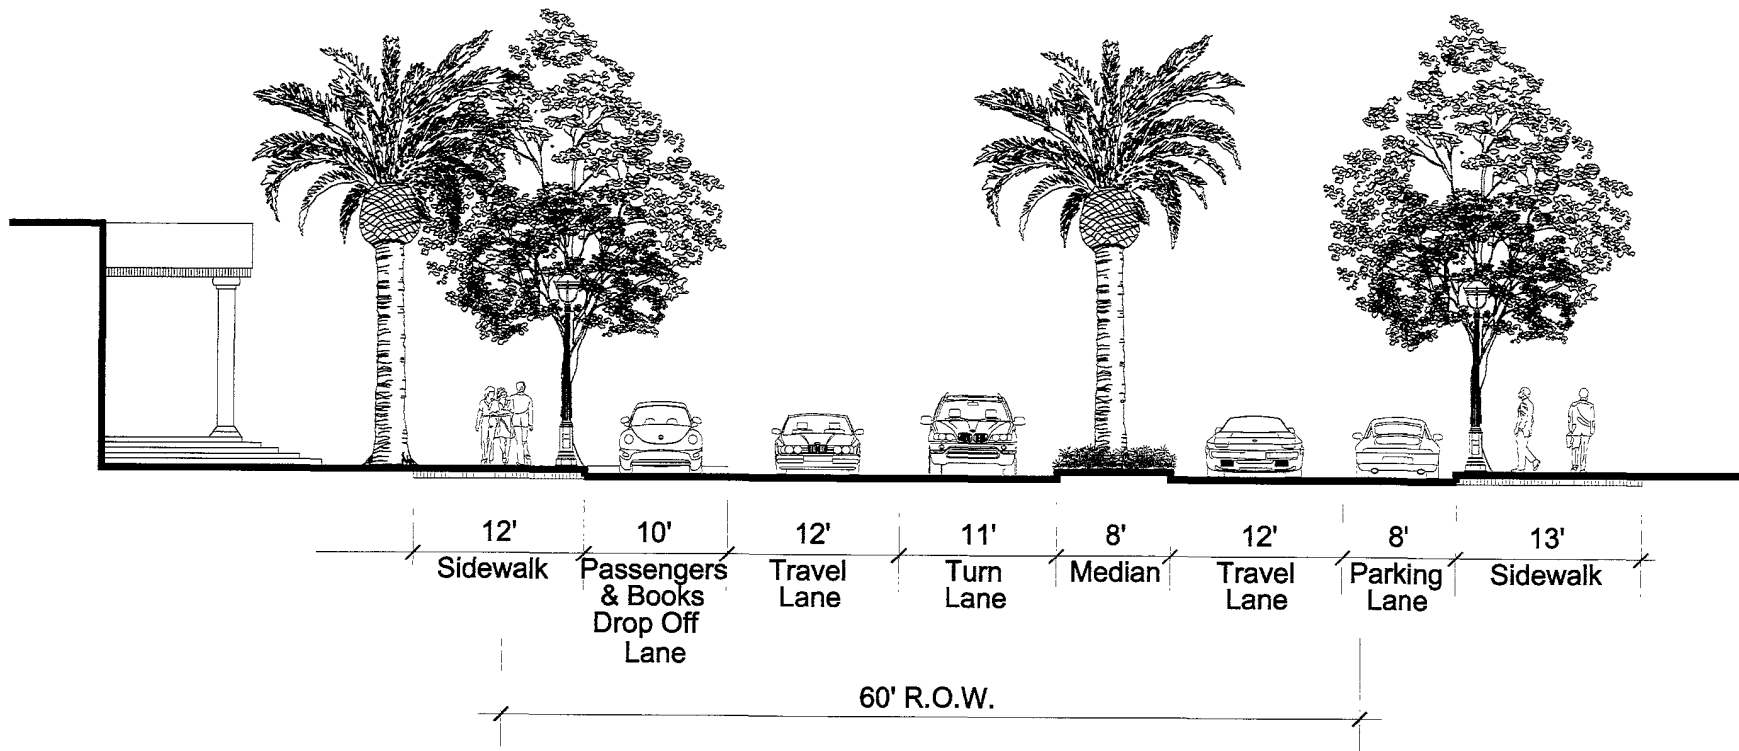 12'
Sidewalk
10'
Passengers
& Books
Drop Off
Lane
12'
Travel
Lane
11'
Turn
Lane
8'
Median
12'
Travel
Lane
8'
Parking
Lane
13'
Sidewalk
60' R.O.W.